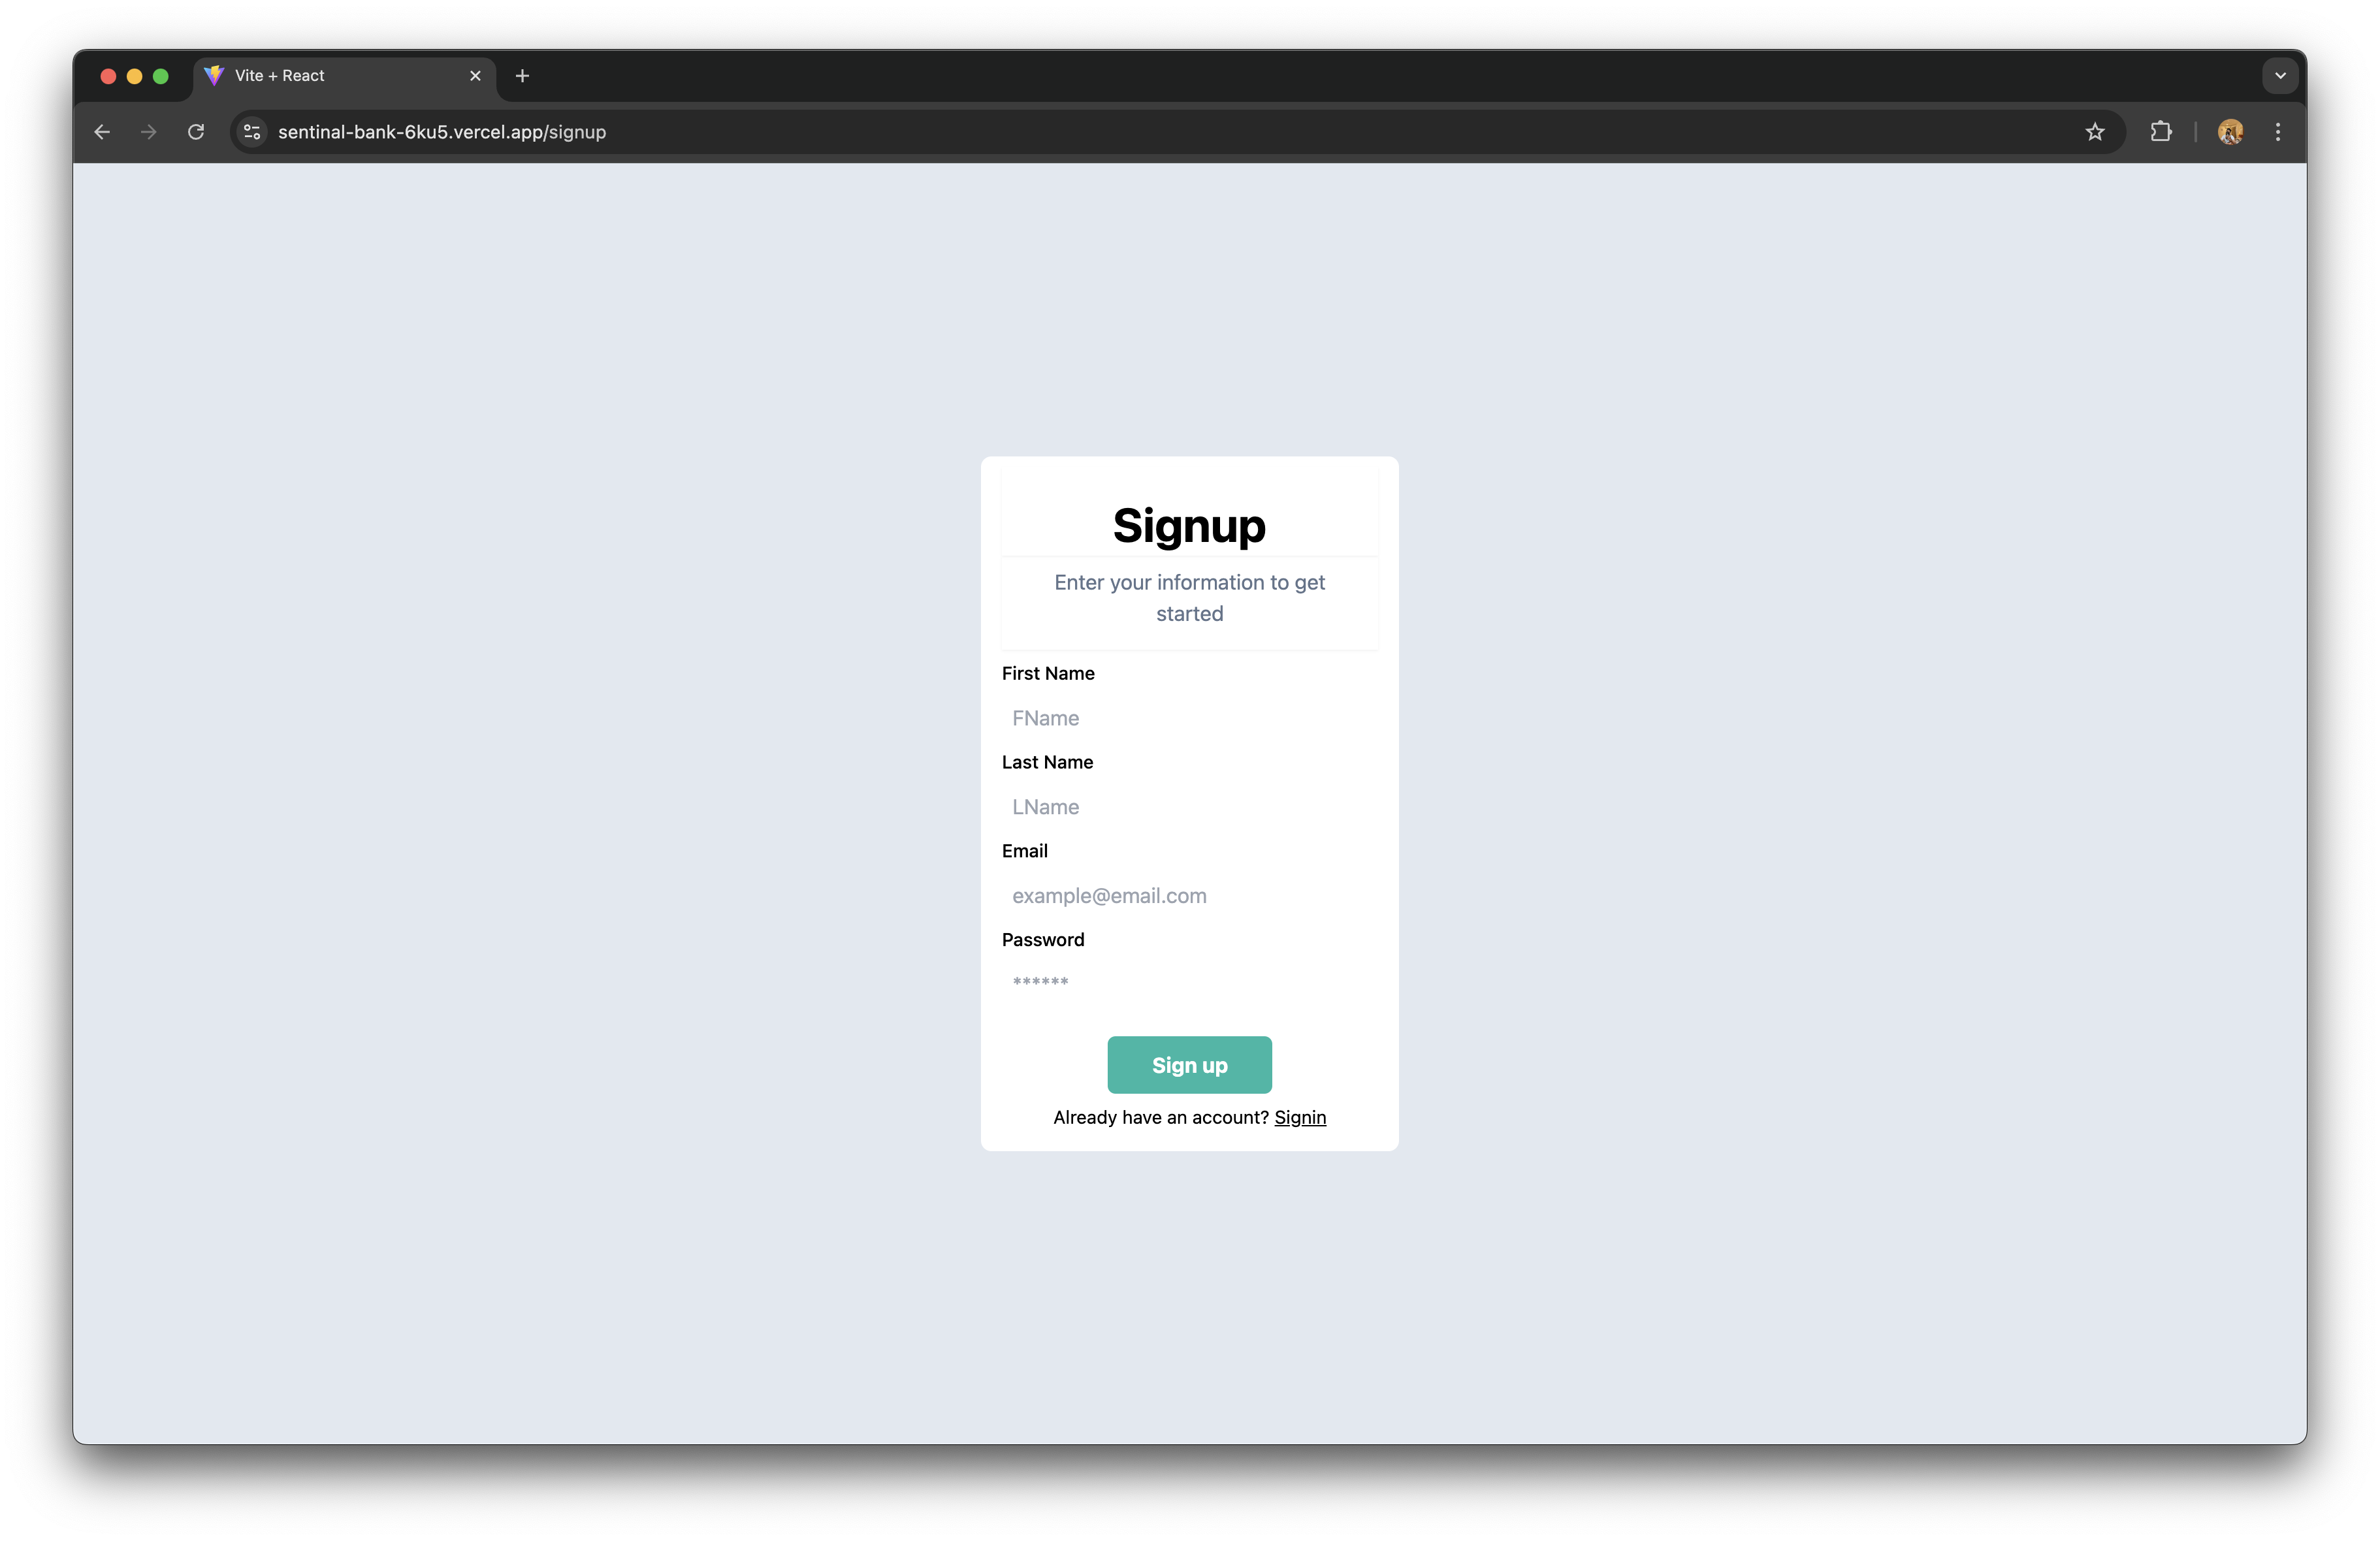 Vite + React
sentinal-bank-6ku5.vercel.app/signup
Signup
Enter your information to get
started
First Name
FName
Last Name
LName
Email
example@email.com
Password
******
Sign up
Already have an account? Signin